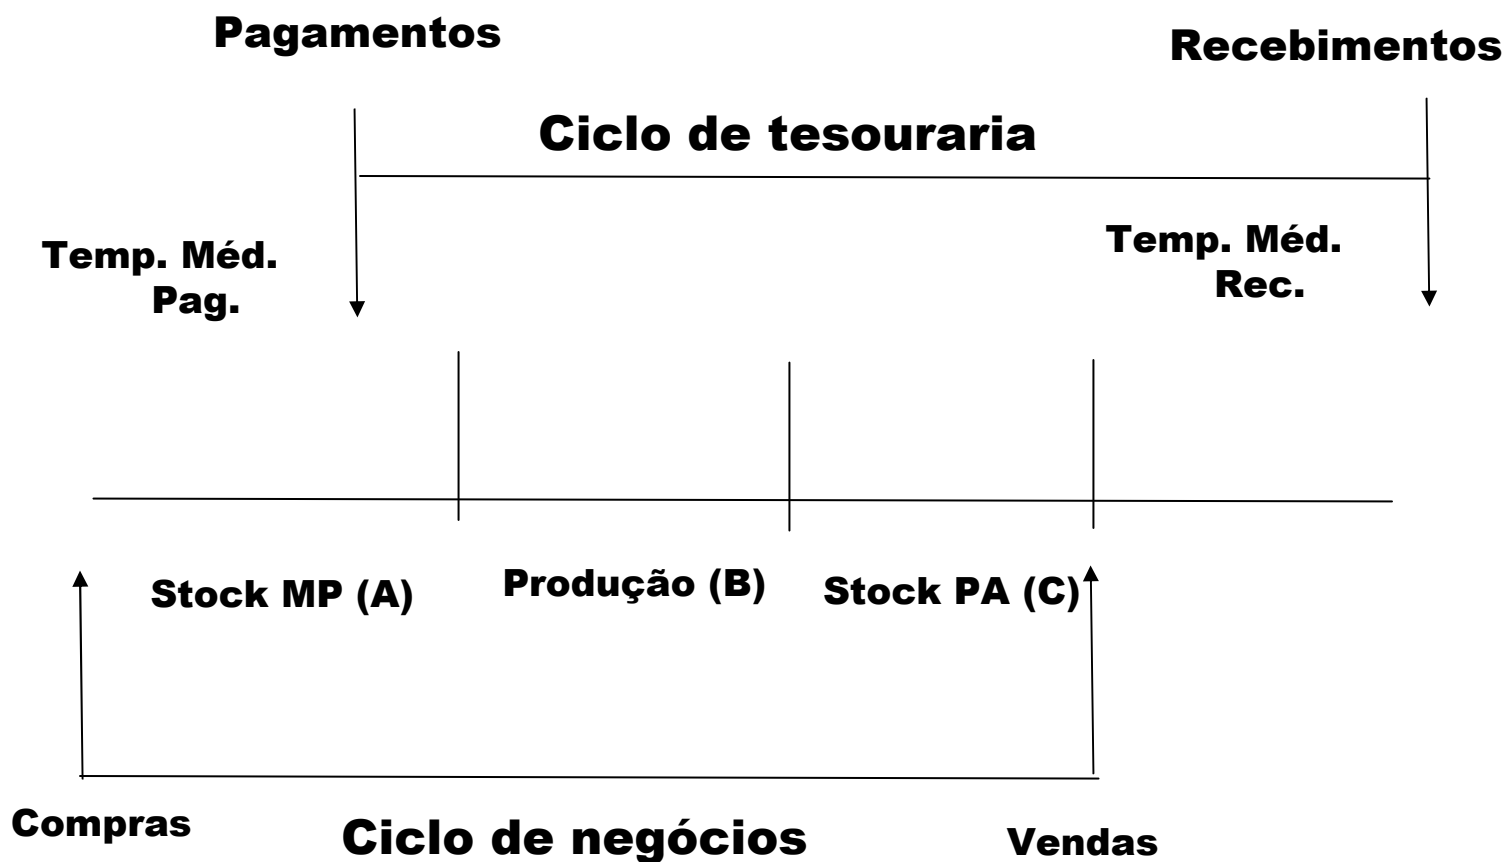 Pagamentos
Recebimentos
Ciclo de tesouraria
Temp. Méd.
Pag.
Temp. Méd.
Rec.
Stock MP (A)
Produção (B)
Stock PA (C)
Compras
Ciclo de negócios
Vendas